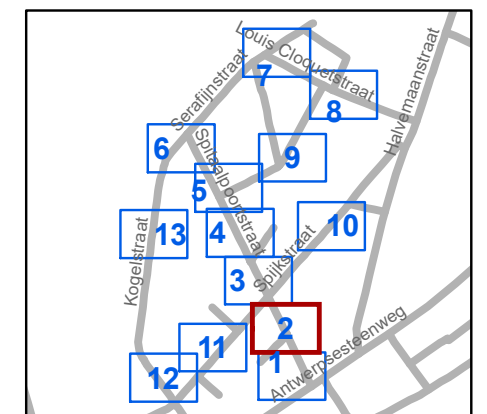 Louis Cloquetstraat
7
Serafijnstraat
8
Halvemaanstraat
6
9
Spitaalpoortstraat
5
13
4
10
Kogelstraat
Spijkstraat
3
2
11
1
12
Antwerpsesteenweg